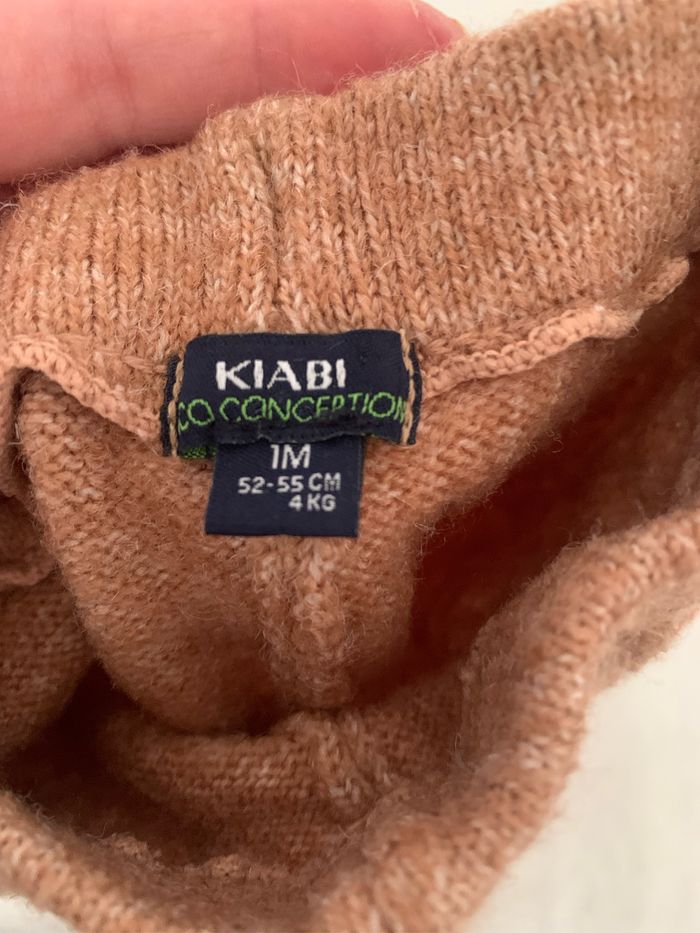 KIABI
CO CONCEPTION
1M
52-55 CM
4 KG